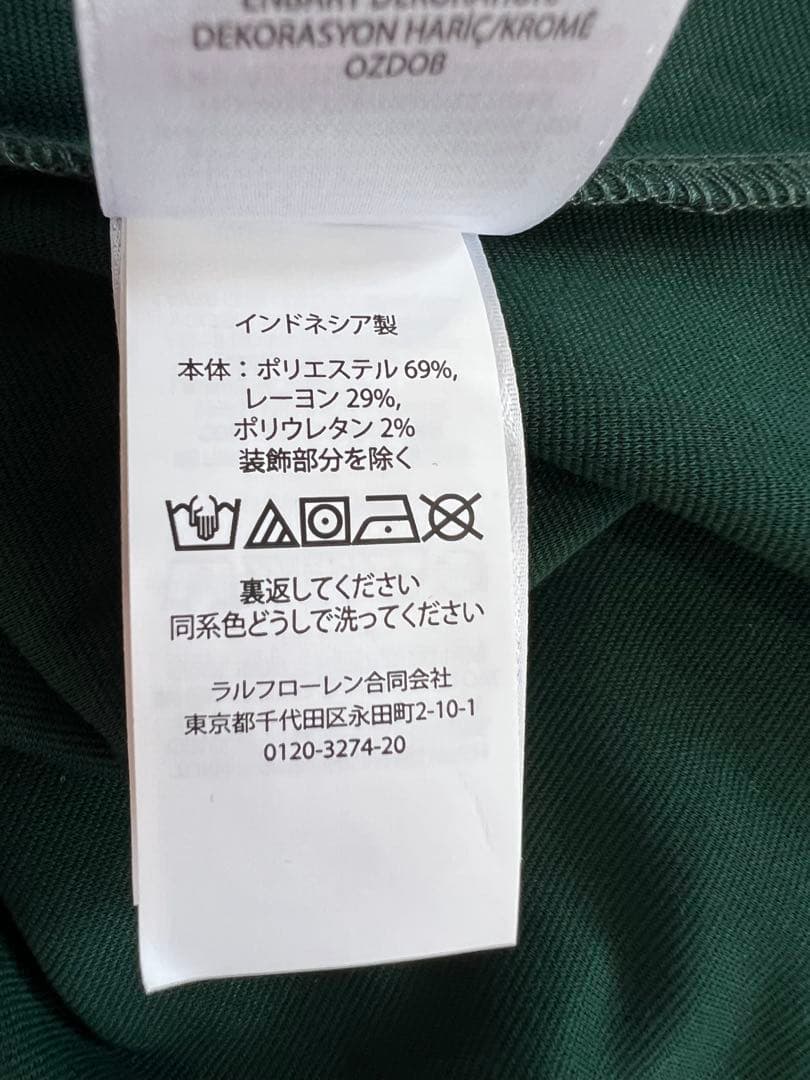 DEKORASYON HARİÇ/KROMĚ
OZDOB
インドネシア製
本体：ポリエステル 69%,
レーヨン 29%,
ポリウレタン 2%
装飾部分を除く
裏返してください
同系色どうしで洗ってください
ラルフローレン合同会社
東京都千代田区永田町2-10-1
0120-3274-20